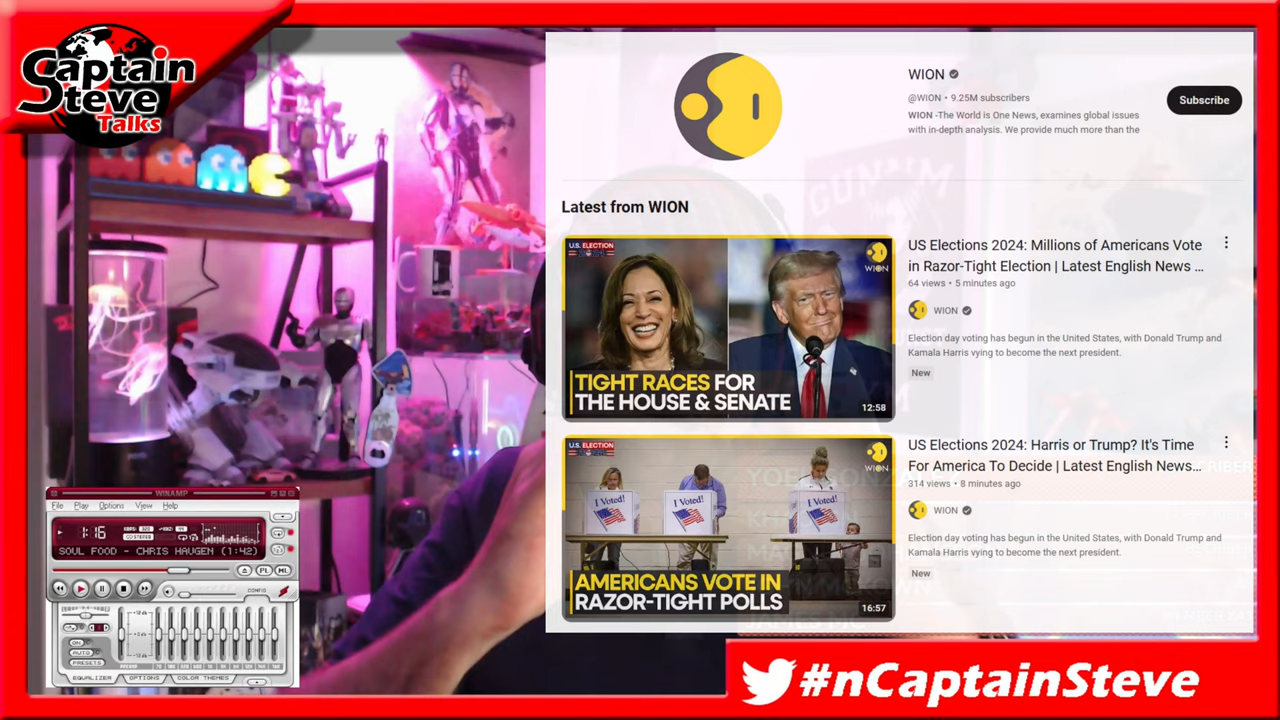 Captain
Steve
Talks
WION
@WION • 9.25M subscribers
WION -The World is One News, examines global issues
with in-depth analysis. We provide much more than the
Subscribe
GUN
Latest from WION
U.S. ELECTION
WION
TIGHT RACES FOR
THE HOUSE & SENATE
12:58
US Elections 2024: Millions of Americans Vote
in Razor-Tight Election | Latest English News ...
64 views • 5 minutes ago
WION
Election day voting has begun in the United States, with Donald Trump and
Kamala Harris vying to become the next president.
New
U.S. ELECTION
WION
I Voted!
I Voted!
I Voted!
AMERICANS VOTE IN
RAZOR-TIGHT POLLS
16:57
US Elections 2024: Harris or Trump? It's Time
For America To Decide | Latest English News...
314 views • 8 minutes ago
WION
Election day voting has begun in the United States, with Donald Trump and
Kamala Harris vying to become the next president.
New
WINAMP
File Play Options View Help
1:16
STEREO
SOUL FOOD - CHRIS HAUGEN (1:42)
PL ML
CONFIG
ON
AUTO
PRESETS
EQUALIZER OPTIONS COLOR THEMES
#nCaptainSteve